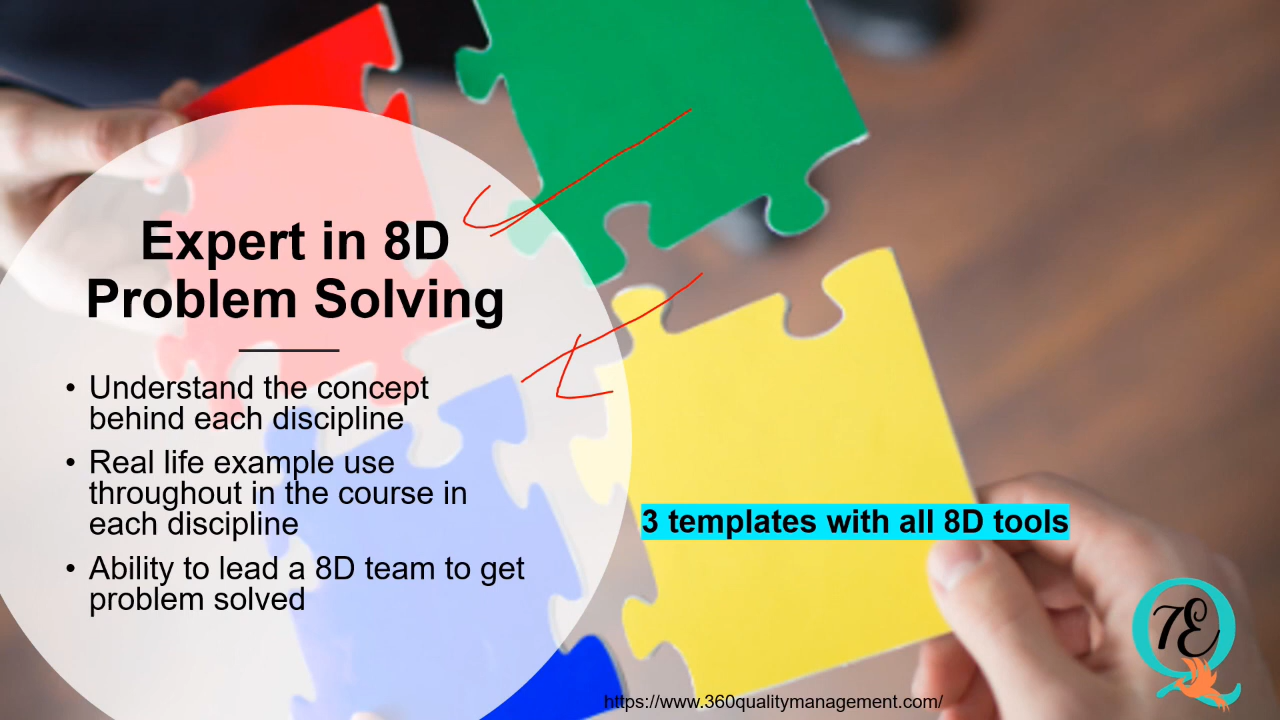 Expert in 8D
Problem Solving
• Understand the concept
behind each discipline
• Real life example use
throughout in the course in
each discipline
• Ability to lead a 8D team to get
problem solved
3 templates with all 8D tools
7E
https://www.360qualitymanagement.com/